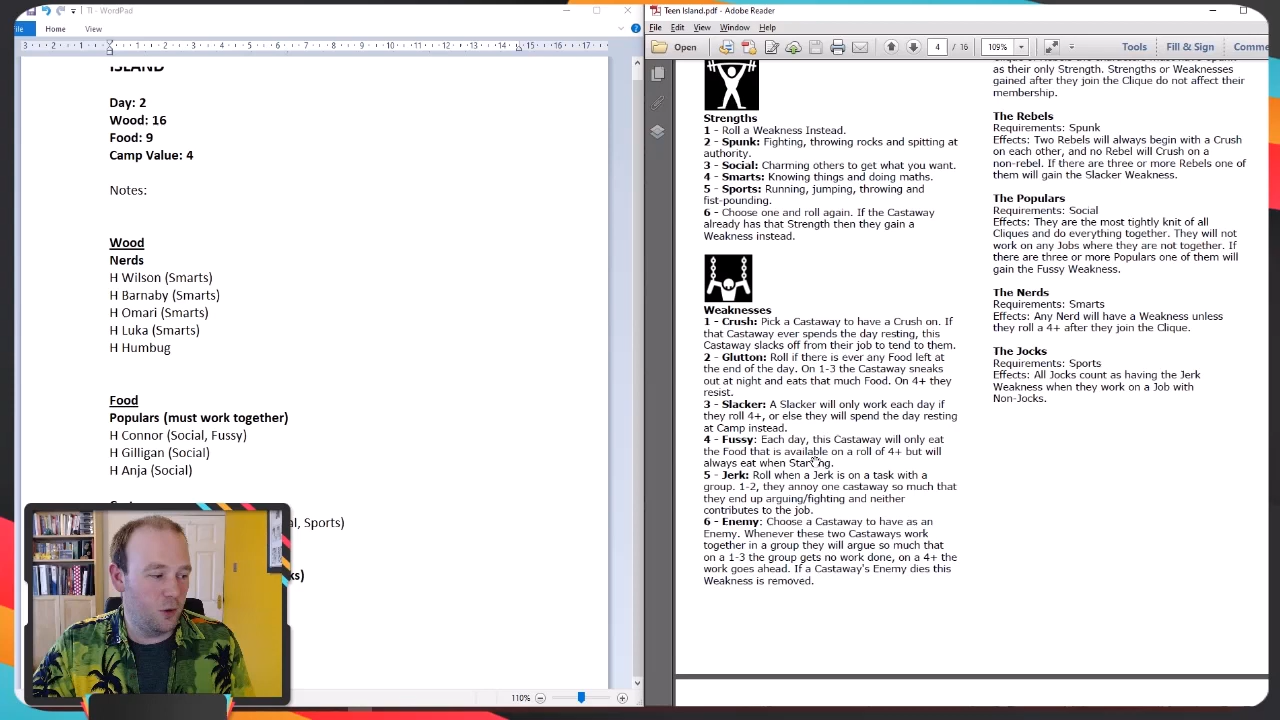 TI - WordPad
File
Home
View
3 2 1 1 2 3 4 5 6 7 8 9 10 11 12 13 14 15 16 17
ISLAND
Day: 2
Wood: 16
Food: 9
Camp Value: 4
Notes:
Wood
Nerds
H Wilson (Smarts)
H Barnaby (Smarts)
H Omari (Smarts)
H Luka (Smarts)
H Humbug
Food
Populars (must work together)
H Connor (Social, Fussy)
H Gilligan (Social)
H Anja (Social)
al, Sports)
ks)
110%
Teen Island.pdf - Adobe Reader
File Edit View Window Help
Open 4 / 16 109% Tools Fill & Sign Comme
Strengths
1 - Roll a Weakness Instead.
2 - Spunk: Fighting, throwing rocks and spitting at
authority.
3 - Social: Charming others to get what you want.
4 - Smarts: Knowing things and doing maths.
5 - Sports: Running, jumping, throwing and
fist-pounding.
6 - Choose one and roll again. If the Castaway
already has that Strength then they gain a
Weakness instead.
Weaknesses
1 - Crush: Pick a Castaway to have a Crush on. If
that Castaway ever spends the day resting, this
Castaway slacks off from their job to tend to them.
2 - Glutton: Roll if there is ever any Food left at
the end of the day. On 1-3 the Castaway sneaks
out at night and eats that much Food. On 4+ they
resist.
3 - Slacker: A Slacker will only work each day if
they roll 4+, or else they will spend the day resting
at Camp instead.
4 - Fussy: Each day, this Castaway will only eat
the Food that is available on a roll of 4+ but will
always eat when Starving.
5 - Jerk: Roll when a Jerk is on a task with a
group. 1-2, they annoy one castaway so much that
they end up arguing/fighting and neither
contributes to the job.
6 - Enemy: Choose a Castaway to have as an
Enemy. Whenever these two Castaways work
together in a group they will argue so much that
on a 1-3 the group gets no work done, on a 4+ the
work goes ahead. If a Castaway's Enemy dies this
Weakness is removed.
as their only Strength. Strengths or Weaknesses
gained after they join the Clique do not affect their
membership.
The Rebels
Requirements: Spunk
Effects: Two Rebels will always begin with a Crush
on each other, and no Rebel will Crush on a
non-rebel. If there are three or more Rebels one of
them will gain the Slacker Weakness.
The Populars
Requirements: Social
Effects: They are the most tightly knit of all
Cliques and do everything together. They will not
work on any Jobs where they are not together. If
there are three or more Populars one of them will
gain the Fussy Weakness.
The Nerds
Requirements: Smarts
Effects: Any Nerd will have a Weakness unless
they roll a 4+ after they join the Clique.
The Jocks
Requirements: Sports
Effects: All Jocks count as having the Jerk
Weakness when they work on a Job with
Non-Jocks.